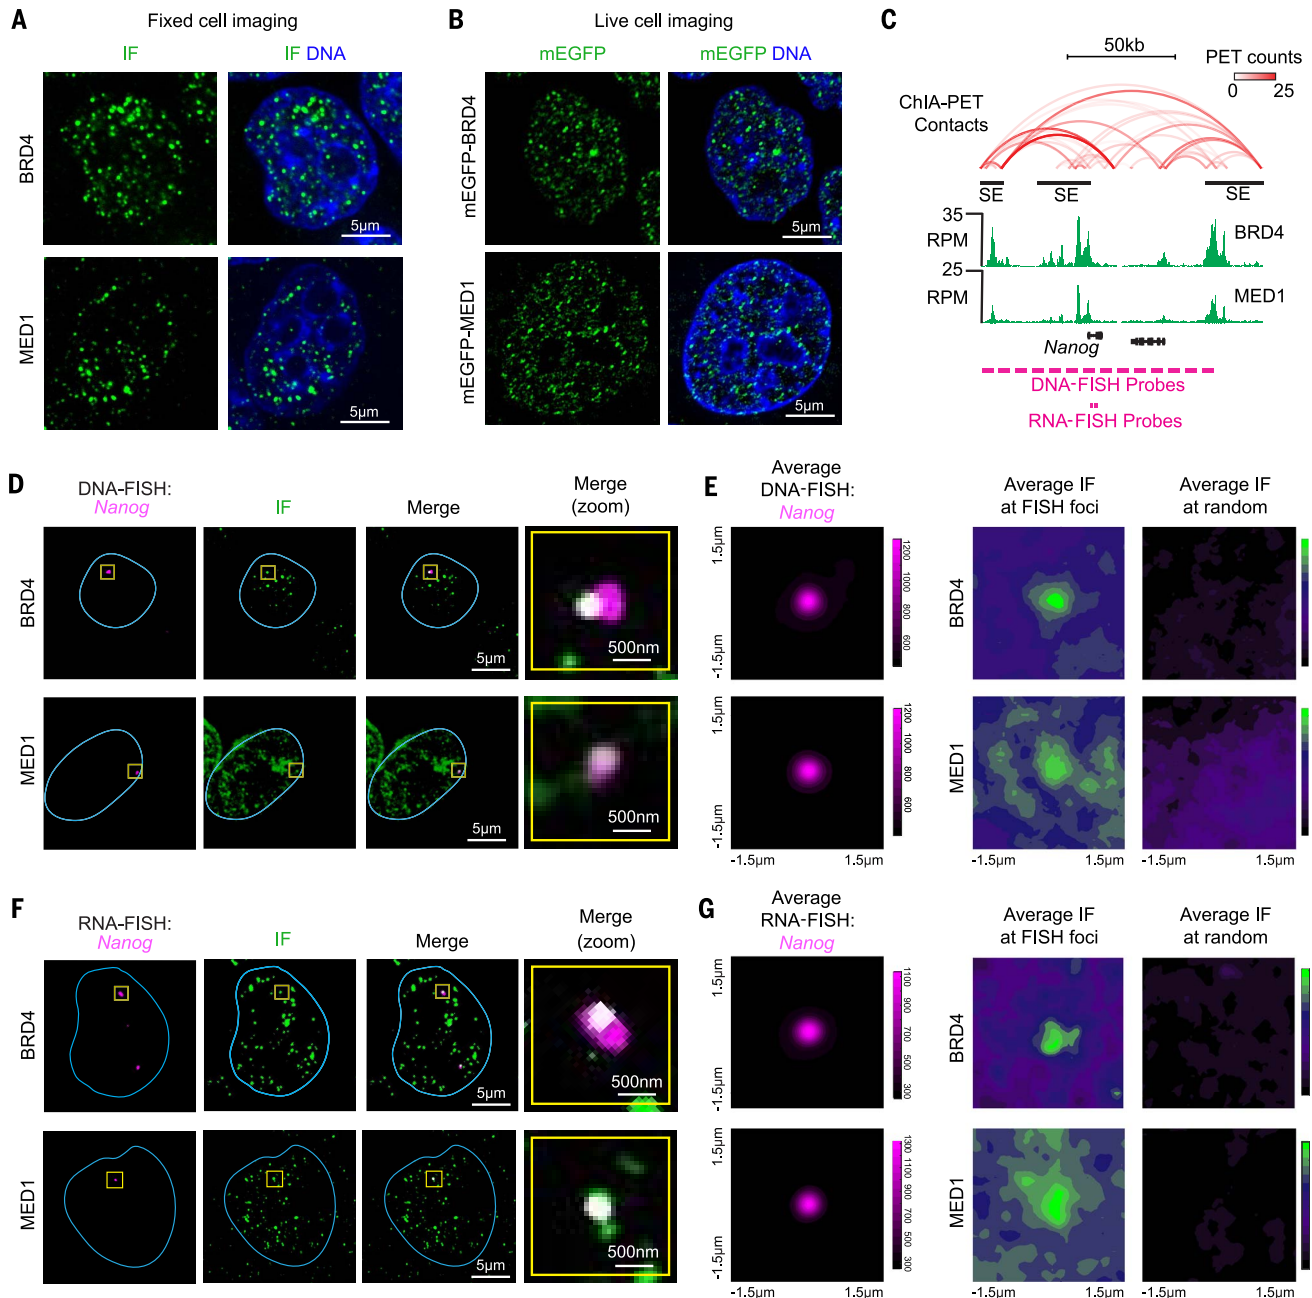 A
Fixed cell imaging
IF
IF DNA
BRD4
5µm
MED1
5µm
B
Live cell imaging
mEGFP
mEGFP DNA
mEGFP-BRD4
5µm
mEGFP-MED1
5µm
C
50kb
PET counts
0 25
ChIA-PET
Contacts
SE SE SE
35
RPM
BRD4
25
RPM
MED1
Nanog
DNA-FISH Probes
RNA-FISH Probes
D
DNA-FISH:
Nanog
IF
Merge
Merge
(zoom)
BRD4
5µm
500nm
MED1
5µm
500nm
E
Average
DNA-FISH:
Nanog
Average IF
at FISH foci
Average IF
at random
1.5µm
-1.5µm
1200
1000
800
600
BRD4
1.5µm
-1.5µm
1200
1000
800
600
MED1
-1.5µm 1.5µm
-1.5µm 1.5µm
F
RNA-FISH:
Nanog
IF
Merge
Merge
(zoom)
BRD4
5µm
500nm
MED1
5µm
500nm
G
Average
RNA-FISH:
Nanog
Average IF
at FISH foci
Average IF
at random
1.5µm
-1.5µm
1100
900
700
500
300
BRD4
1.5µm
-1.5µm
1300
1100
900
700
500
300
MED1
-1.5µm 1.5µm
-1.5µm 1.5µm